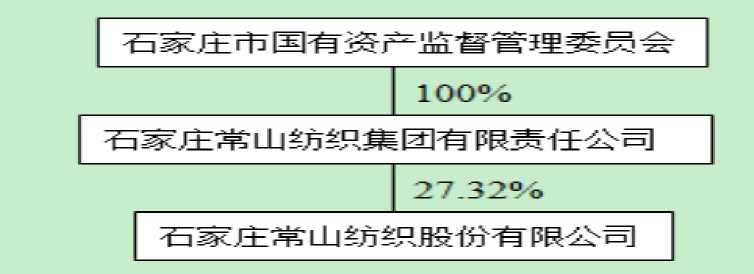 石家庄市国有资产监督管理委员会
100%
石家庄常山纺织集团有限责任公司
27.32%
石家庄常山纺织股份有限公司